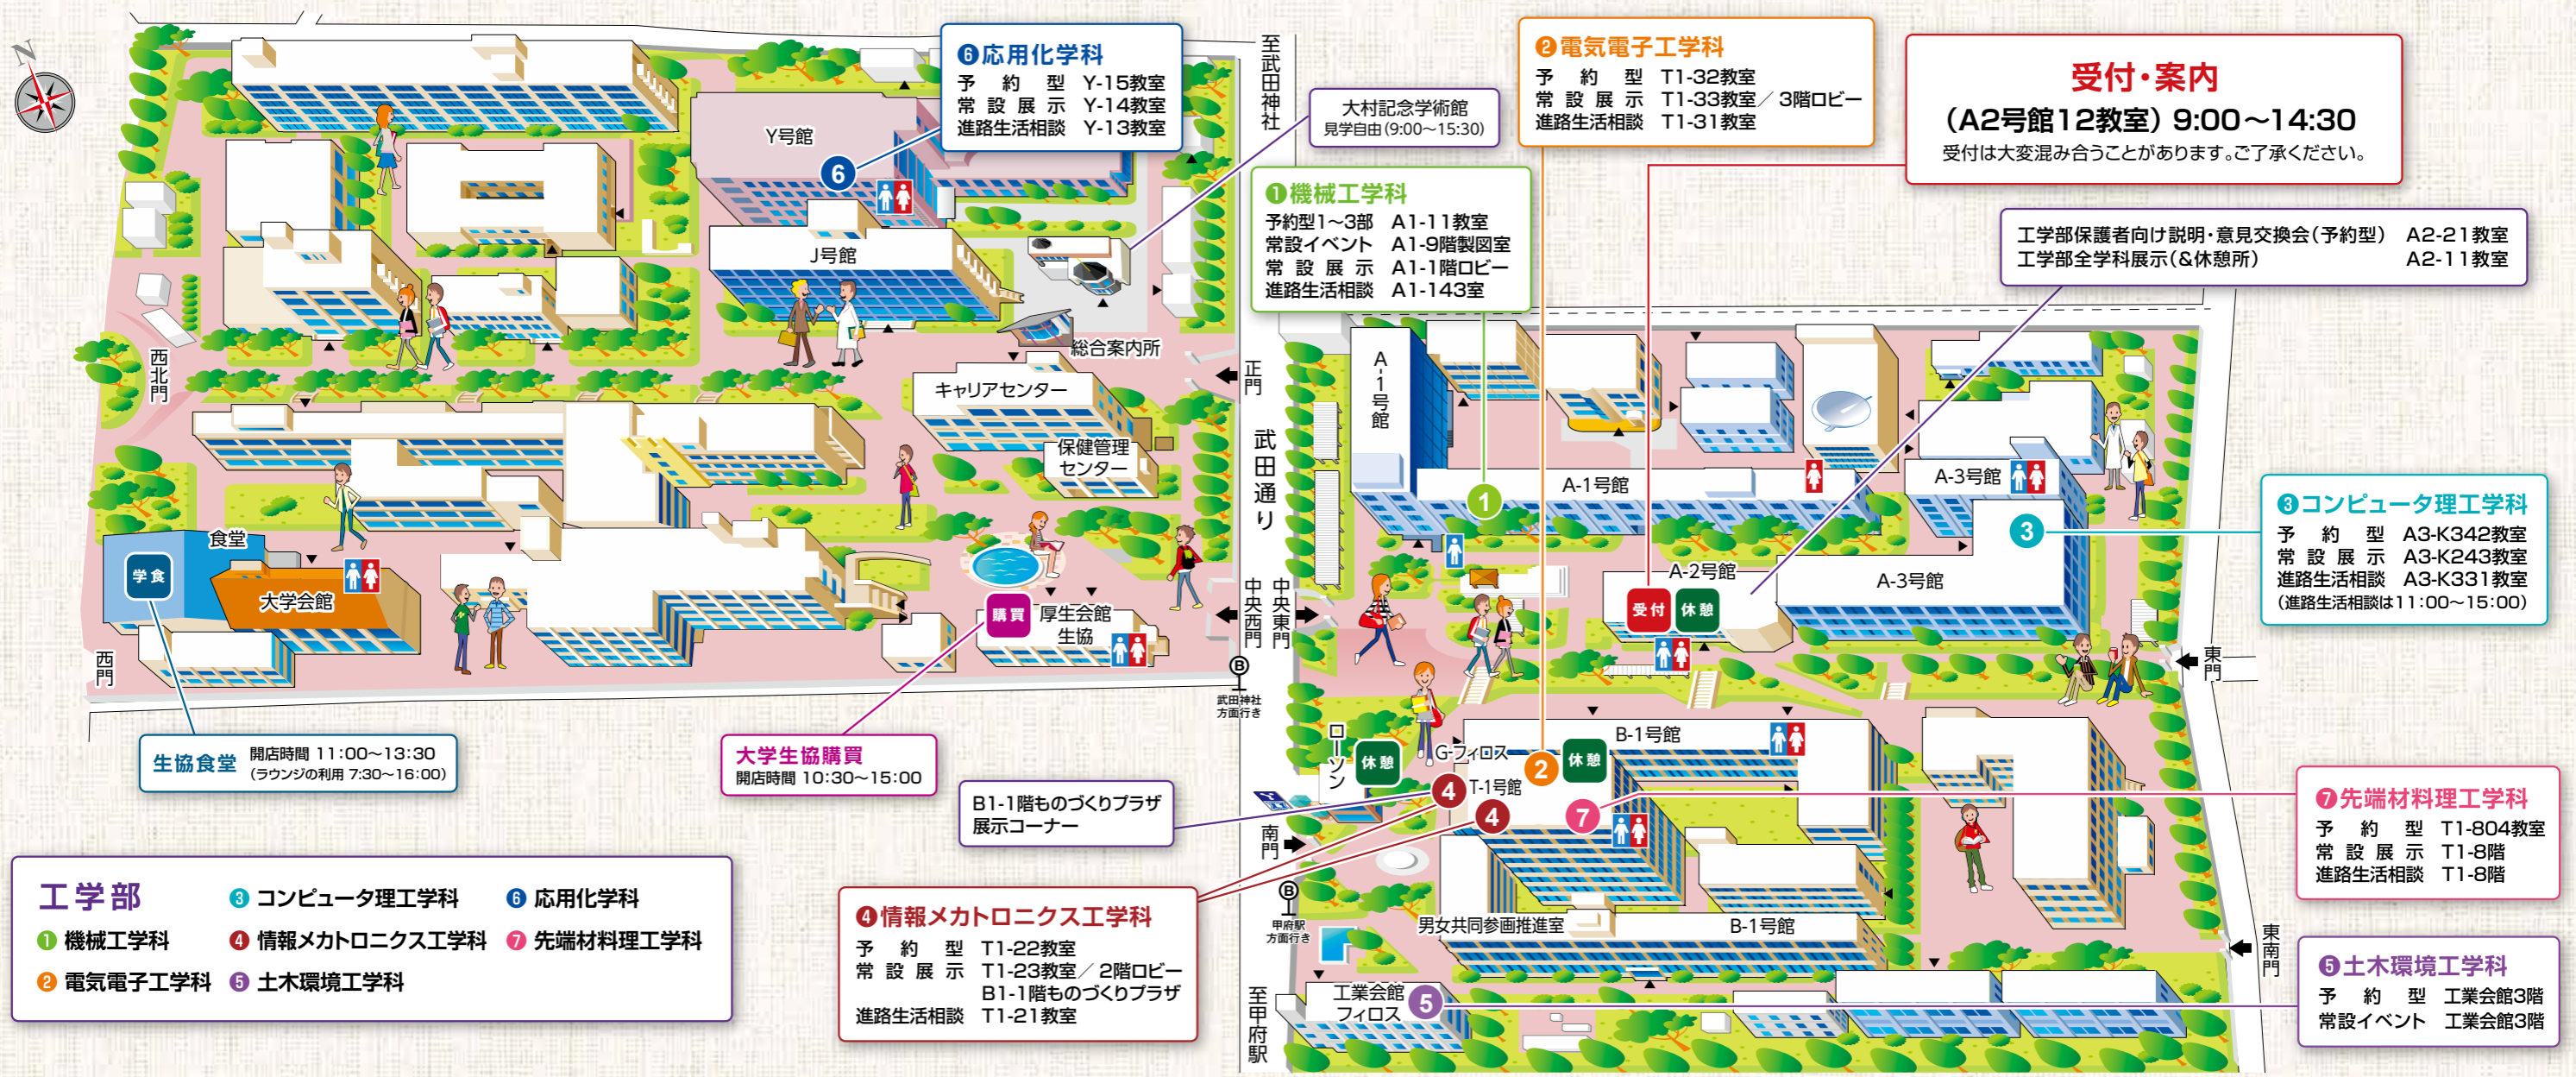 N
❻応用化学科
予約型 Y-15教室
常設展示 Y-14教室
進路生活相談 Y-13教室
至武田神社
大村記念学術館
見学自由(9:00〜15:30)
❷電気電子工学科
予約型 T1-32教室
常設展示 T1-33教室／3階ロビー
進路生活相談 T1-31教室
受付・案内
(A2号館12教室) 9:00〜14:30
受付は大変混み合うことがあります。ご了承ください。
❶機械工学科
予約型1〜3部 A1-11教室
常設イベント A1-9階製図室
常設展示 A1-1階ロビー
進路生活相談 A1-143室
工学部保護者向け説明・意見交換会(予約型) A2-21教室
工学部全学科展示(&休憩所) A2-11教室
Y号館
6
J号館
総合案内所
西北門
キャリアセンター
正門
保健管理
センター
武田通り
食堂
学食
大学会館
西門
購買
厚生会館
生協
中央西門
中央東門
B
武田神社
方面行き
A-1号館
1
A-1号館
A-3号館
3
A-2号館
A-3号館
受付
休憩
東門
❸コンピュータ理工学科
予約型 A3-K342教室
常設展示 A3-K243教室
進路生活相談 A3-K331教室
(進路生活相談は11:00〜15:00)
生協食堂 開店時間 11:00〜13:30
(ラウンジの利用 7:30〜16:00)
大学生協購買
開店時間 10:30〜15:00
B1-1階ものづくりプラザ
展示コーナー
ローソン
休憩
G-フィロス
2
休憩
B-1号館
4
T-1号館
4
7
南門
B
甲府駅
方面行き
男女共同参画推進室
B-1号館
工業会館
フィロス
5
至甲府駅
東南門
❼先端材料理工学科
予約型 T1-804教室
常設展示 T1-8階
進路生活相談 T1-8階
❺土木環境工学科
予約型 工業会館3階
常設イベント 工業会館3階
❹情報メカトロニクス工学科
予約型 T1-22教室
常設展示 T1-23教室／2階ロビー
B1-1階ものづくりプラザ
進路生活相談 T1-21教室
工学部
❸ コンピュータ理工学科
❻ 応用化学科
❶ 機械工学科
❹ 情報メカトロニクス工学科
❼ 先端材料理工学科
❷ 電気電子工学科
❺ 土木環境工学科